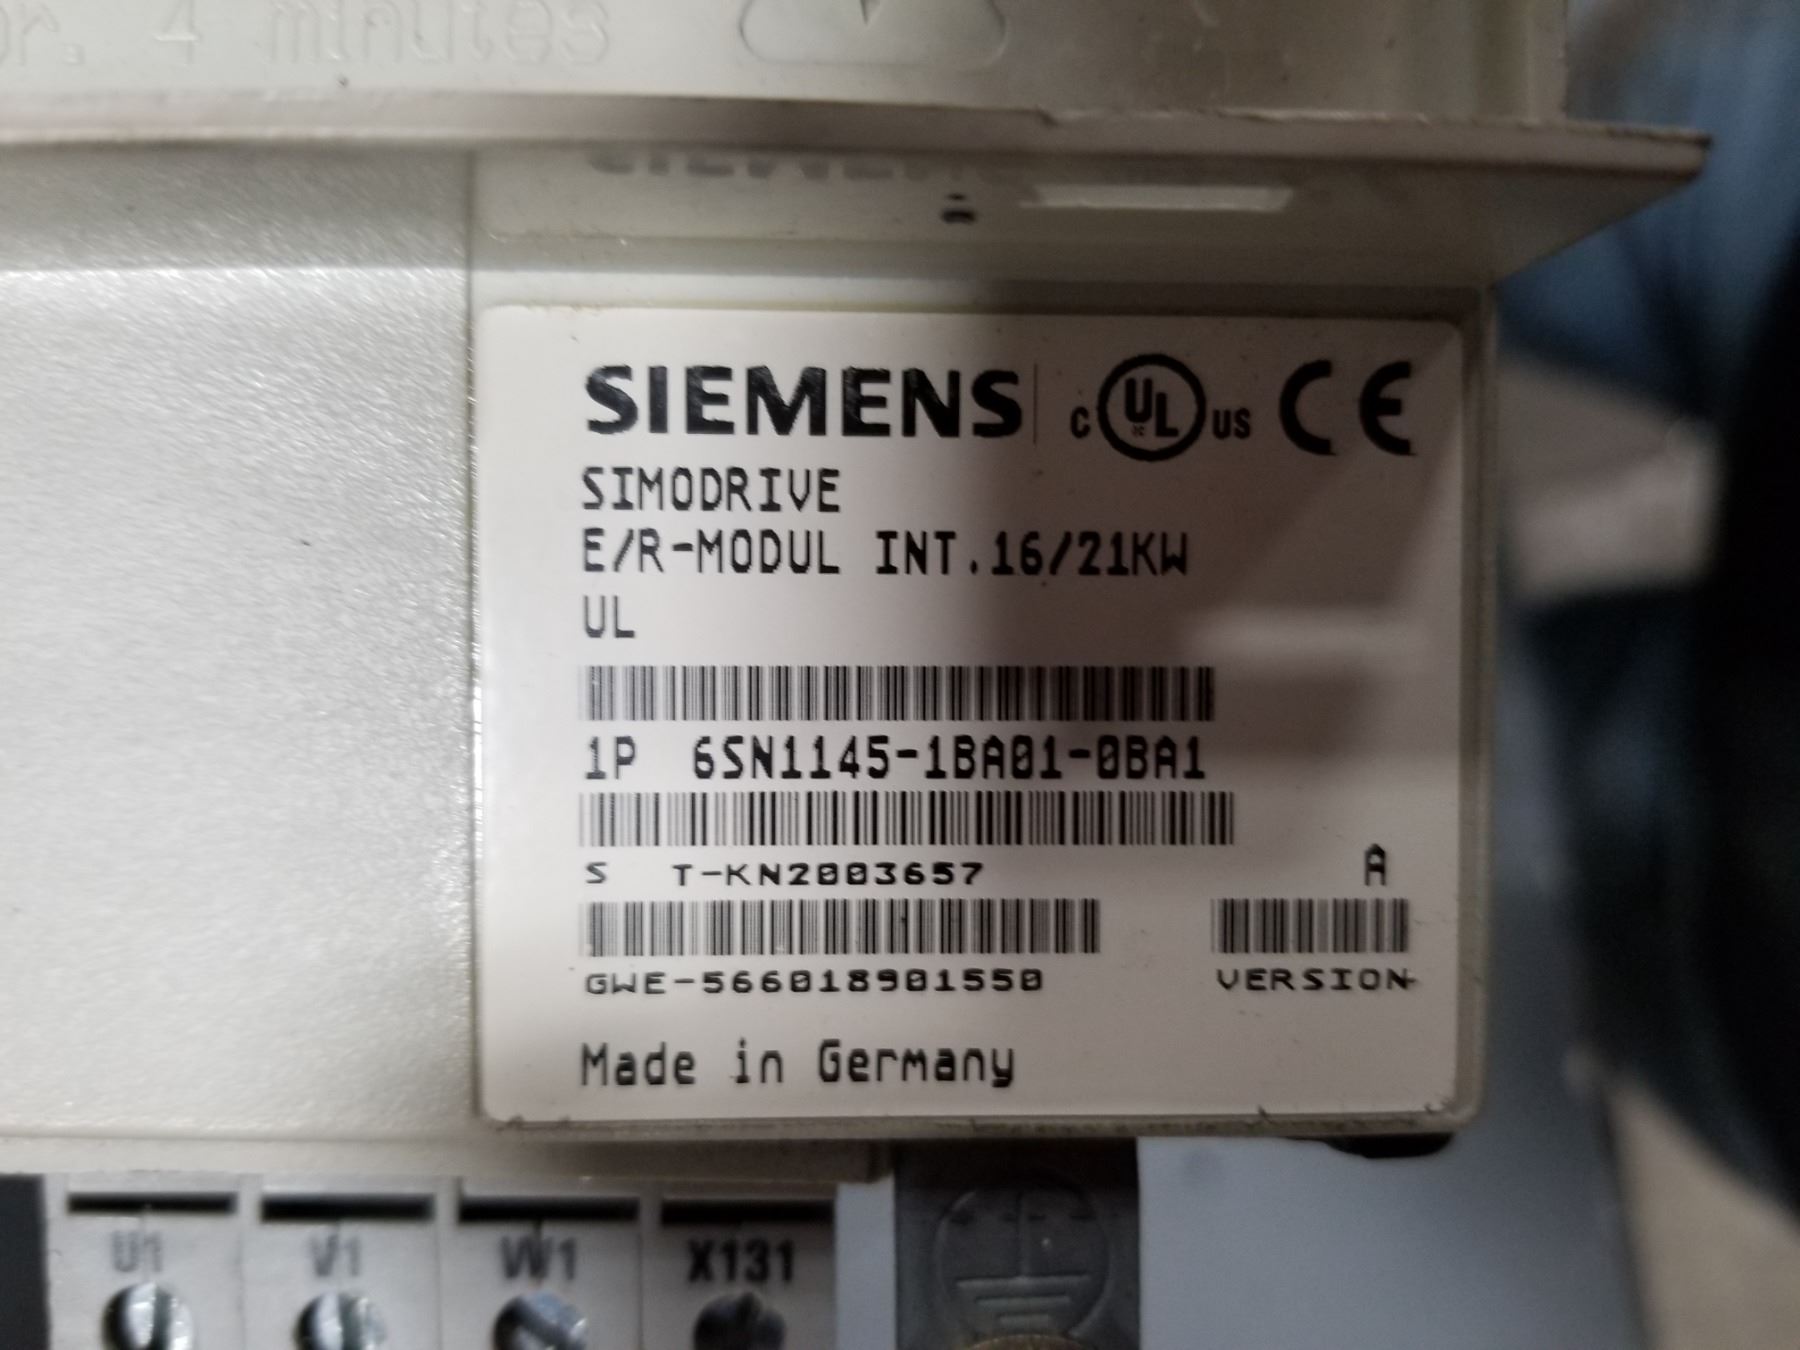 or. 4 minutes
SIEMENS c UL us CE
SIMODRIVE
E/R-MODUL INT.16/21KW
UL
1P 6SN1145-1BA01-0BA1
S T-KN2003657 A
GWE-566018901550 VERSION
Made in Germany
U1 V1 W1 X131